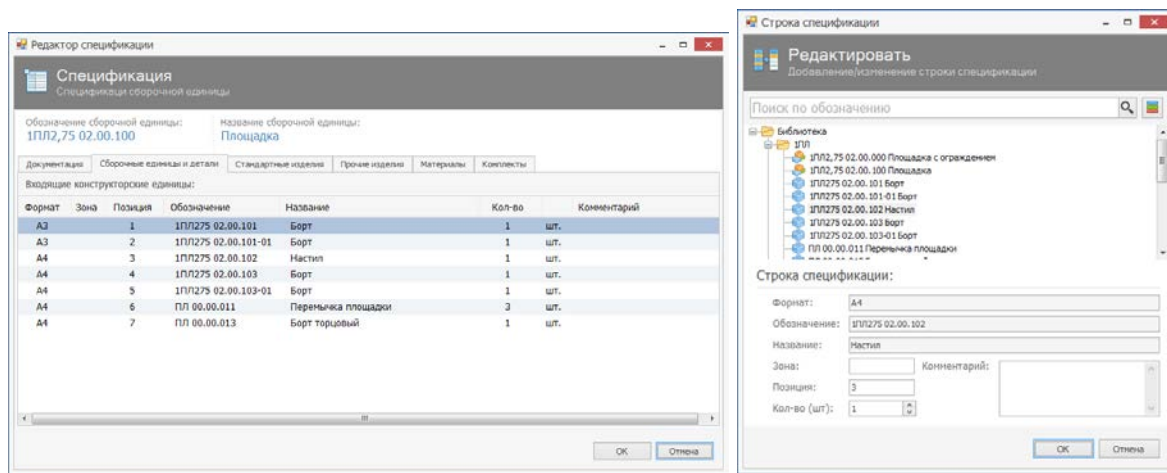 Редактор спецификации
Спецификация
Спецификаци сборочной единицы
Обозначение сборочной единицы: Название сборочной единицы:
1ПЛ2,75 02.00.100 Площадка
Документация Сборочные единицы и детали Стандартные изделия Прочие изделия Материалы Комплекты
Входящие конструкторские единицы:
Формат Зона Позиция Обозначение Название Кол-во Комментарий
А3 1 1ПЛ275 02.00.101 Борт 1 шт.
А3 2 1ПЛ275 02.00.101-01 Борт 1 шт.
А4 3 1ПЛ275 02.00.102 Настил 1 шт.
А4 4 1ПЛ275 02.00.103 Борт 1 шт.
А4 5 1ПЛ275 02.00.103-01 Борт 1 шт.
А4 6 ПЛ 00.00.011 Перемычка площадки 3 шт.
А4 7 ПЛ 00.00.013 Борт торцовый 1 шт.
ОК Отмена
Строка спецификации
Редактировать
Добавление/изменение строки спецификации
Поиск по обозначению
Библиотека
1ПЛ
1ПЛ2,75 02.00.000 Площадка с ограждением
1ПЛ2,75 02.00.100 Площадка
1ПЛ275 02.00.101 Борт
1ПЛ275 02.00.101-01 Борт
1ПЛ275 02.00.102 Настил
1ПЛ275 02.00.103 Борт
1ПЛ275 02.00.103-01 Борт
ПЛ 00.00.011 Перемычка площадки
Строка спецификации:
Формат: А4
Обозначение: 1ПЛ275 02.00.102
Название: Настил
Зона: Комментарий:
Позиция: 3
Кол-во (шт): 1
ОК Отмена